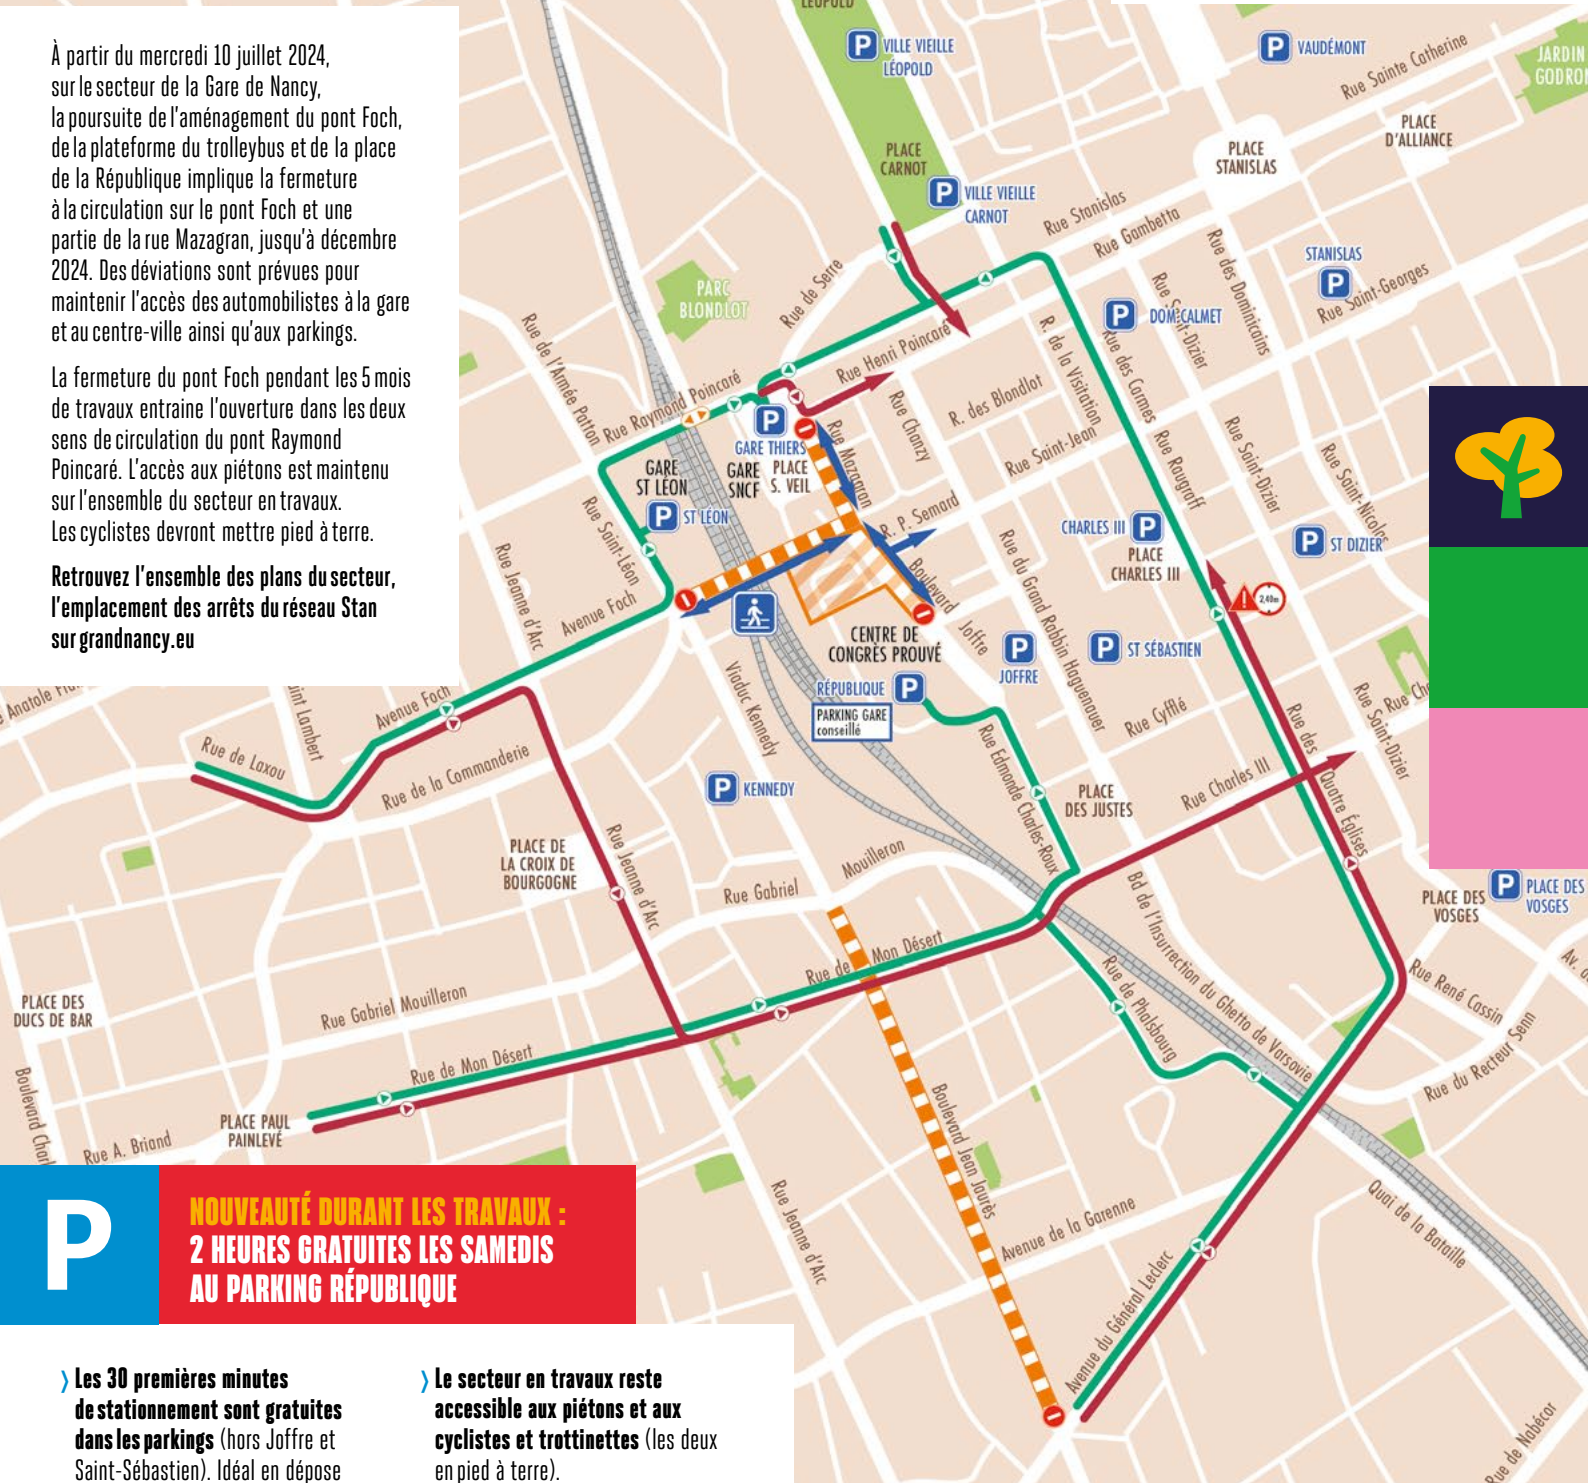 À partir du mercredi 10 juillet 2024,
sur le secteur de la Gare de Nancy,
la poursuite de l'aménagement du pont Foch,
de la plateforme du trolleybus et de la place
de la République implique la fermeture
à la circulation sur le pont Foch et une
partie de la rue Mazagran, jusqu'à décembre
2024. Des déviations sont prévues pour
maintenir l'accès des automobilistes à la gare
et au centre-ville ainsi qu'aux parkings.
La fermeture du pont Foch pendant les 5 mois
de travaux entraine l'ouverture dans les deux
sens de circulation du pont Raymond
Poincaré. L'accès aux piétons est maintenu
sur l'ensemble du secteur en travaux.
Les cyclistes devront mettre pied à terre.
Retrouvez l'ensemble des plans du secteur,
l'emplacement des arrêts du réseau Stan
sur grandnancy.eu
LÉOPOLD
P VILLE VIEILLE
LÉOPOLD
P VAUDÉMONT
Rue Sainte Catherine
JARDIN
GODRON
PLACE
D'ALLIANCE
PLACE
STANISLAS
PLACE
CARNOT
P VILLE VIEILLE
CARNOT
Rue Stanislas
Rue Gambetta
Rue des Dominicains
STANISLAS
P
Rue Saint-Georges
PARC
BLONDLOT
Rue de Serre
P DOM CALMET
Rue St-Dizier
Rue de l'Armée Patton
Rue Raymond Poincaré
Rue Henri Poincaré
R. de la Visitation
Rue des Carmes
R. des Blondlot
Rue Chanzy
Rue Saint-Jean
Rue Raugraff
Rue Saint-Dizier
Rue Saint-Nicolas
P
GARE THIERS
GARE
ST LÉON
GARE
SNCF
PLACE
S. VEIL
Rue Mazagran
P ST LÉON
Rue Saint-Léon
R. P. Semard
CHARLES III P
PLACE
CHARLES III
P ST DIZIER
Rue Jeanne d'Arc
Avenue Foch
Boulevard
Joffre
Rue du Grand Rabbin Haguenauer
2,40m
CENTRE DE
CONGRÈS PROUVÉ
P
JOFFRE
P ST SÉBASTIEN
RÉPUBLIQUE P
PARKING GARE
conseillé
Viaduc Kennedy
Rue Cyfflé
Rue Saint-Dizier
Rue Ch
Rue des
Quatre Églises
Rue Charles III
Rue Edmonde Charles-Roux
PLACE
DES JUSTES
P KENNEDY
Avenue Foch
Rue de Laxou
Rue de la Commanderie
PLACE DE
LA CROIX DE
BOURGOGNE
Rue Jeanne d'Arc
Rue Gabriel
Mouilleron
PLACE DES
VOSGES
P PLACE DES
VOSGES
Rue de Mon Désert
Bd de l'Insurrection du Ghetto de Varsovie
Rue de Phalsbourg
Rue René Cassin
Rue du Recteur Senn
PLACE DES
DUCS DE BAR
Rue Gabriel Mouilleron
Rue de Mon Désert
PLACE PAUL
PAINLEVÉ
Rue A. Briand
Boulevard Charl
Boulevard Jean Jaurès
Rue Jeanne d'Arc
Avenue de la Garenne
Avenue du Général Leclerc
Quai de la Bataille
Rue de Nabécor
P
NOUVEAUTÉ DURANT LES TRAVAUX :
2 HEURES GRATUITES LES SAMEDIS
AU PARKING RÉPUBLIQUE
› Les 30 premières minutes
de stationnement sont gratuites
dans les parkings (hors Joffre et
Saint-Sébastien). Idéal en dépose
› Le secteur en travaux reste
accessible aux piétons et aux
cyclistes et trottinettes (les deux
en pied à terre).